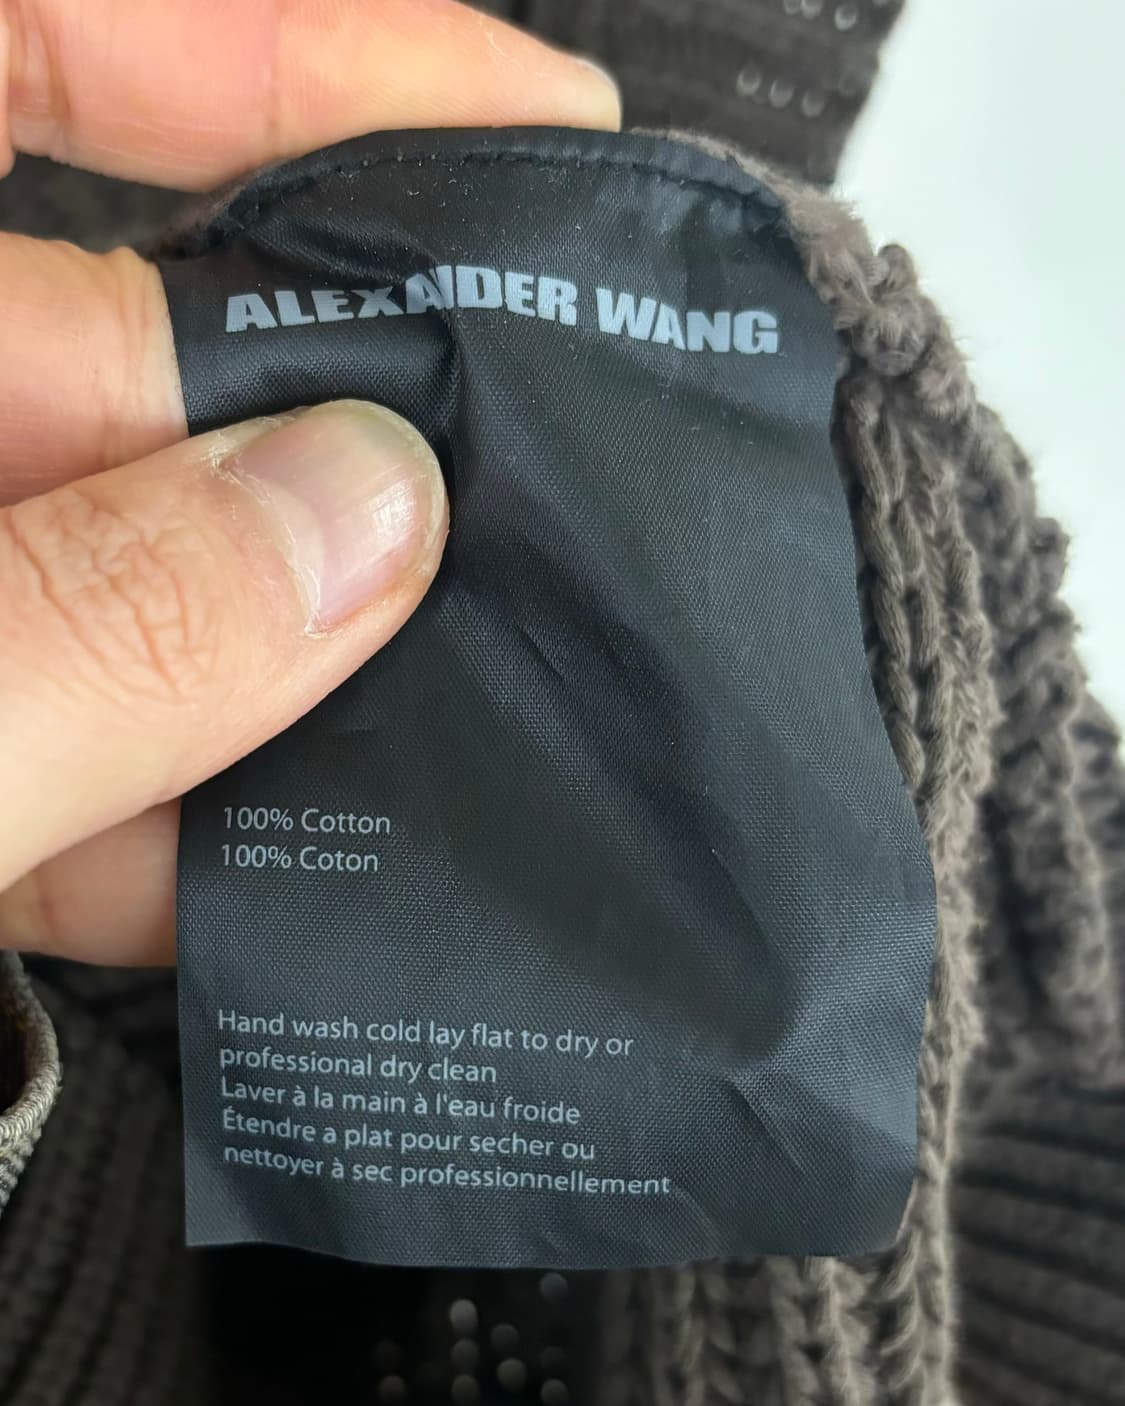 ALEXANDER WANG
100% Cotton
100% Coton
Hand wash cold lay flat to dry or
professional dry clean
Laver à la main à l'eau froide
Étendre a plat pour secher ou
nettoyer à sec professionnellement